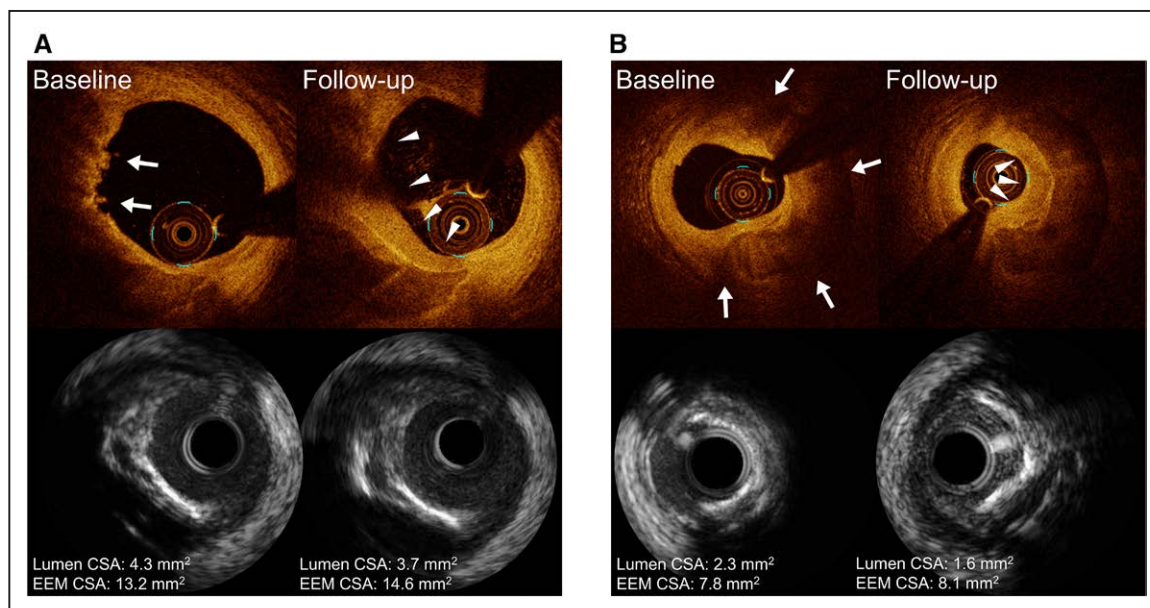 A
Baseline
Follow-up
Lumen CSA: 4.3 mm²
EEM CSA: 13.2 mm²
Lumen CSA: 3.7 mm²
EEM CSA: 14.6 mm²
B
Baseline
Follow-up
Lumen CSA: 2.3 mm²
EEM CSA: 7.8 mm²
Lumen CSA: 1.6 mm²
EEM CSA: 8.1 mm²